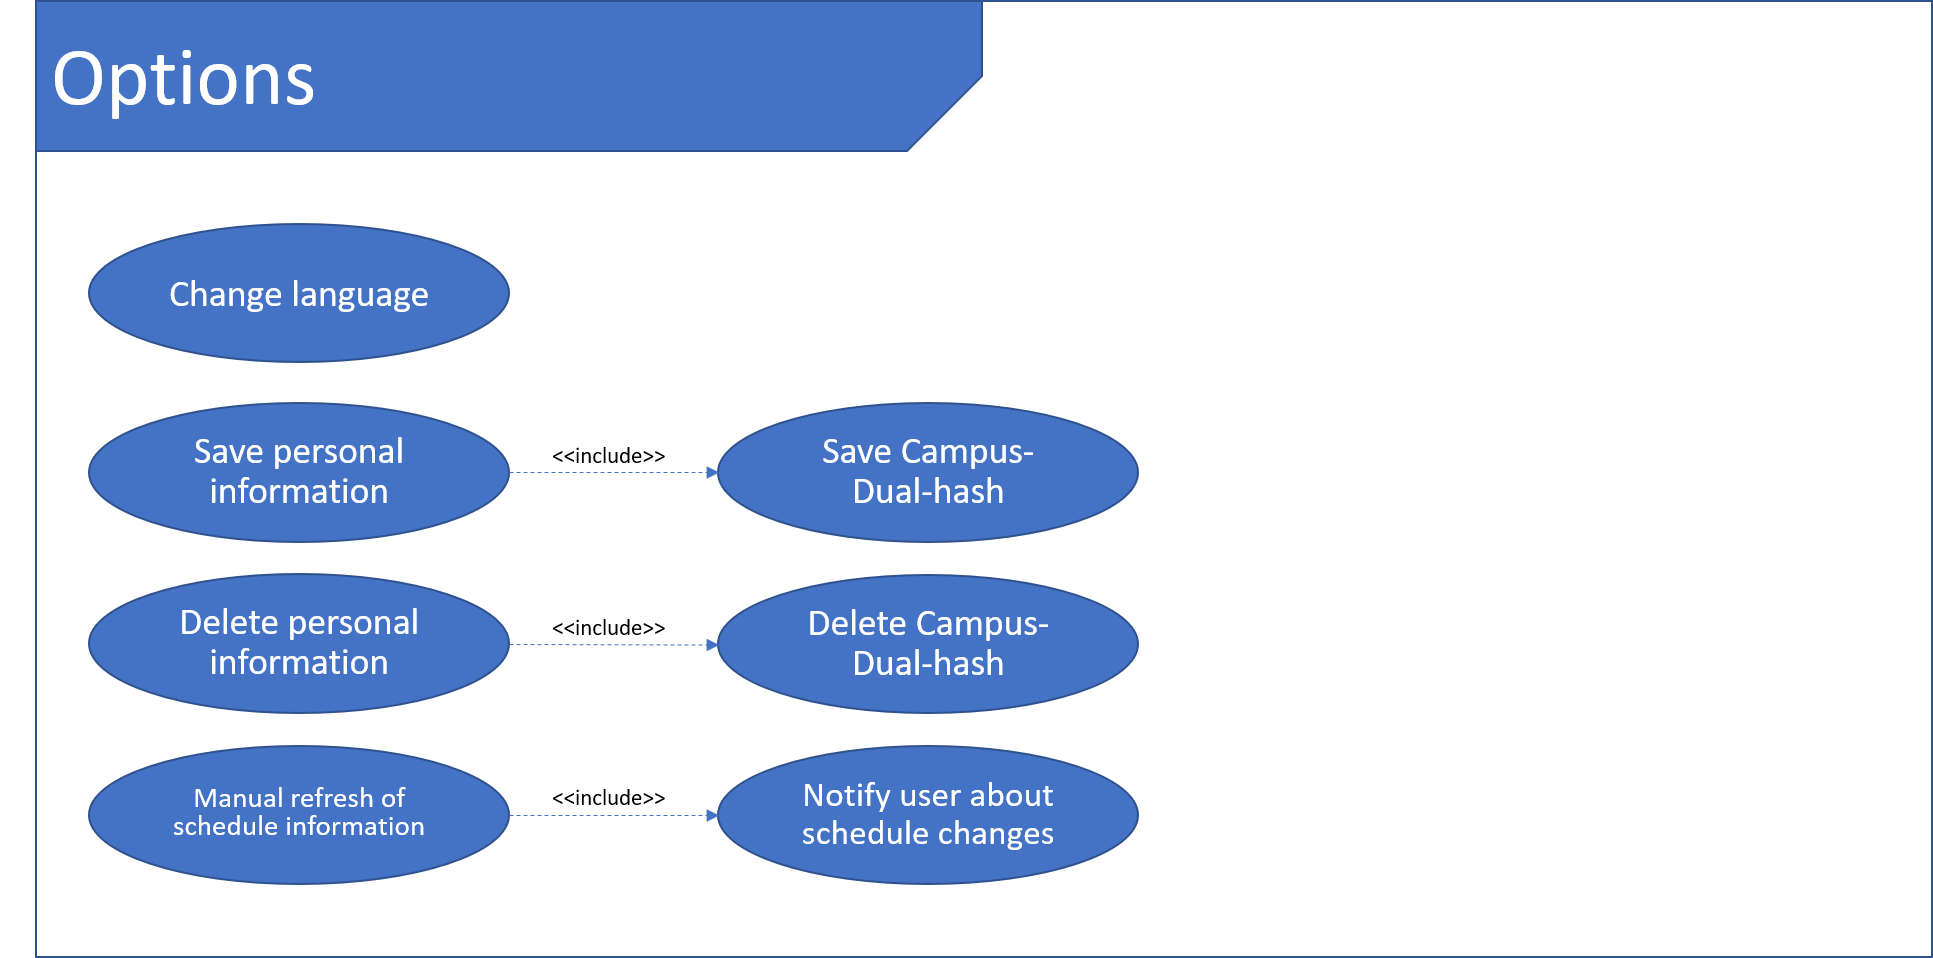 Options
Change language
Save personal
information
<<include>>
Save Campus-
Dual-hash
Delete personal
information
<<include>>
Delete Campus-
Dual-hash
Manual refresh of
schedule information
<<include>>
Notify user about
schedule changes